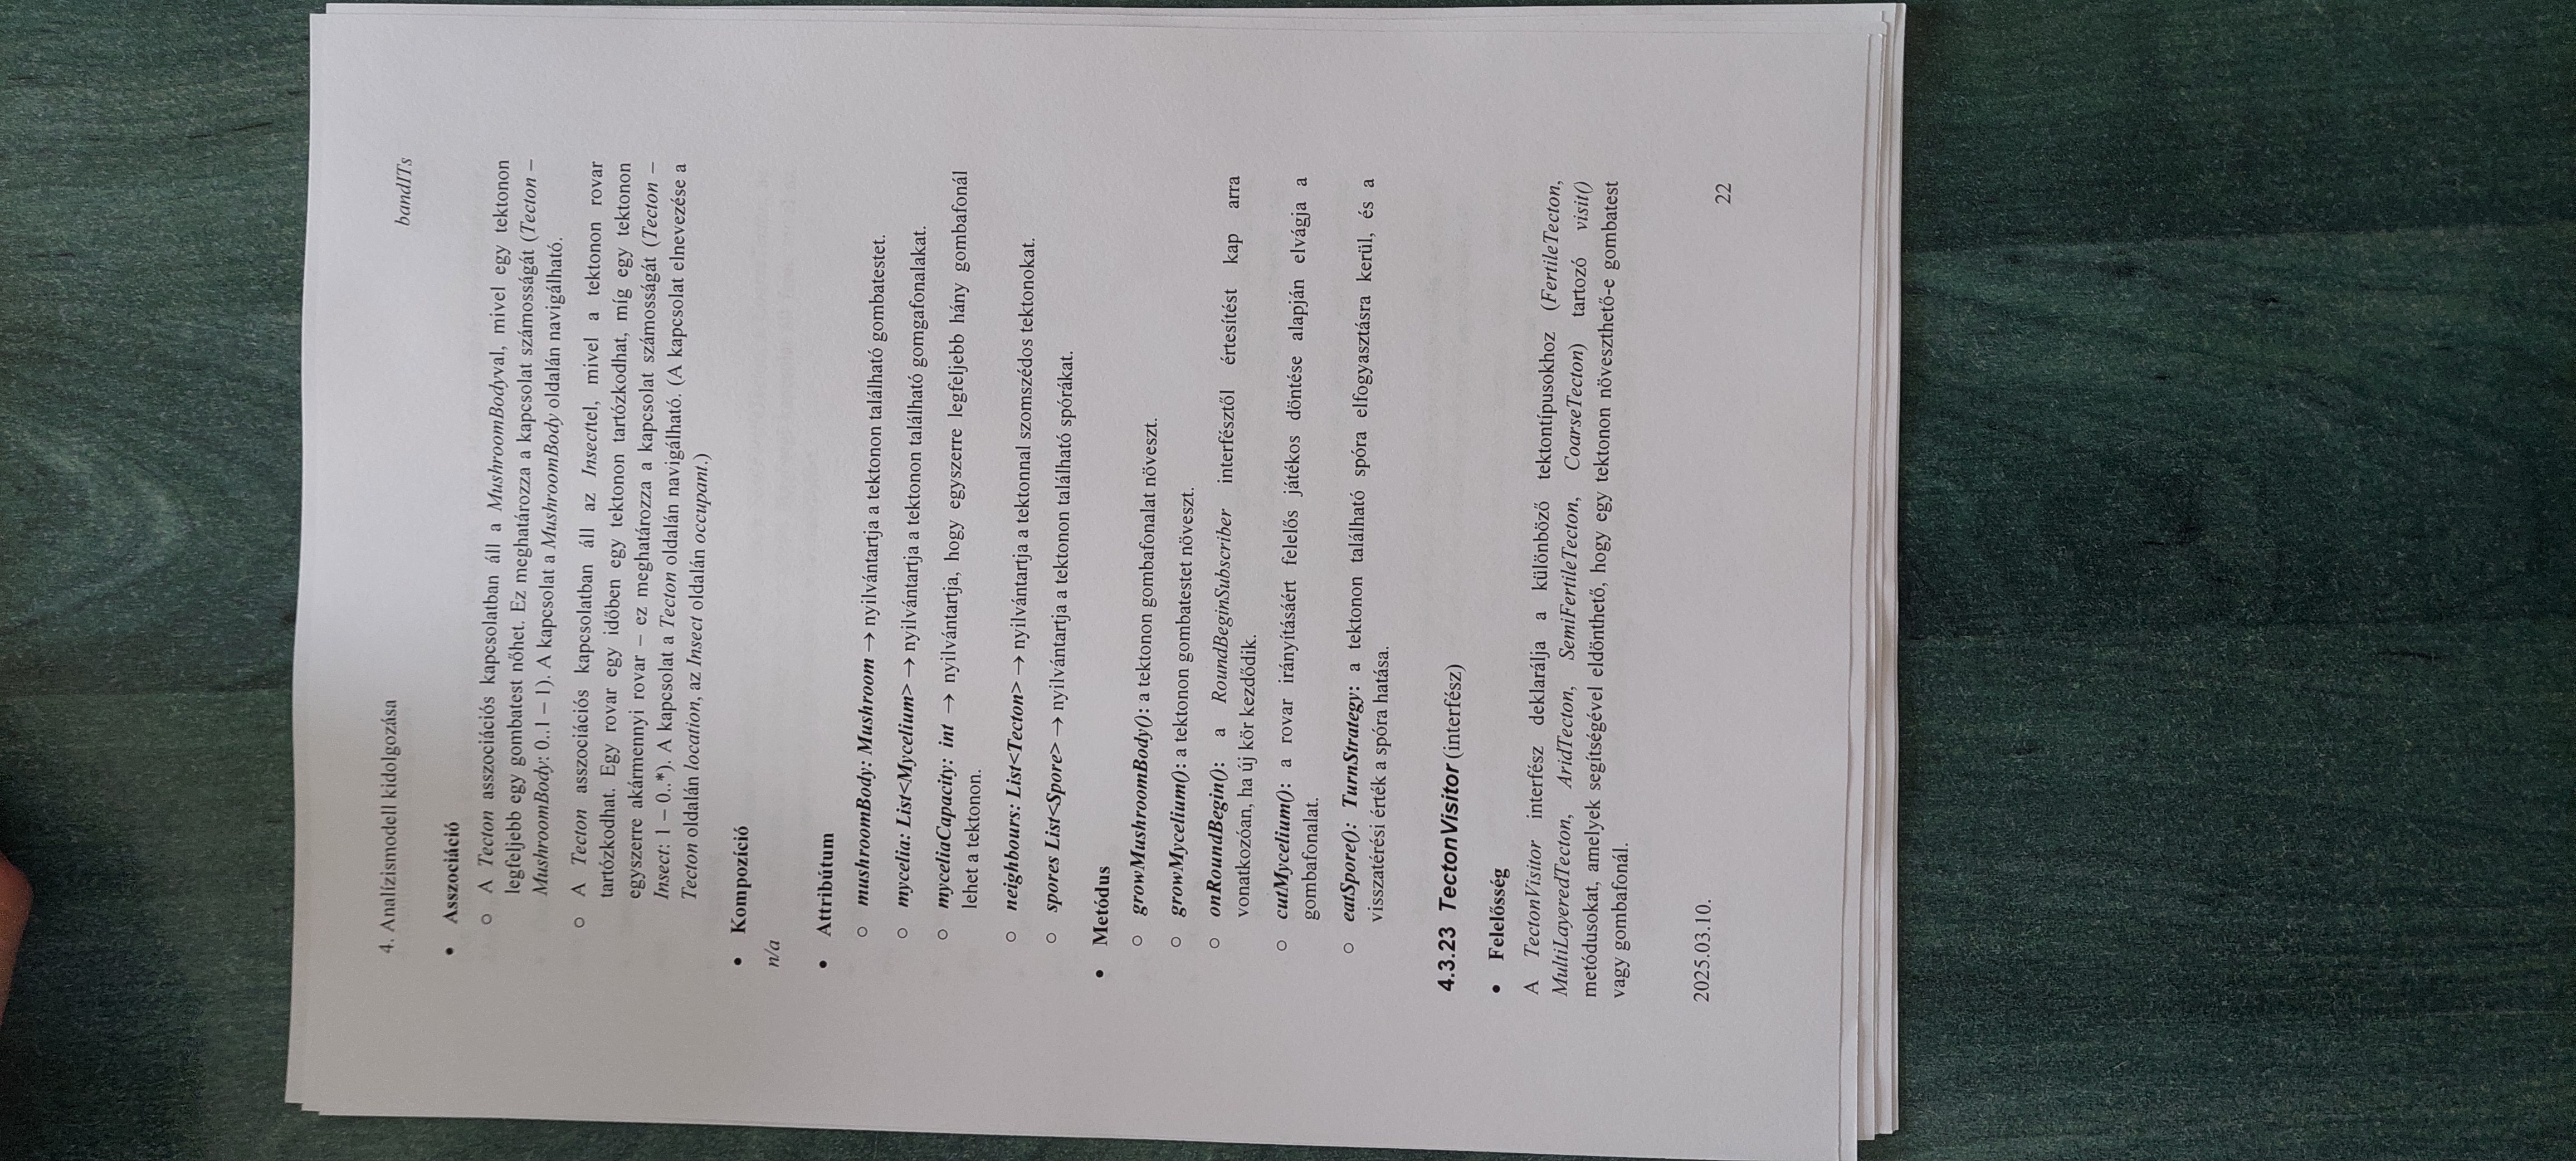 4. Analízismodell kidolgozása
bandITs
• Asszociáció
○ A Tecton asszociációs kapcsolatban áll a MushroomBodyval, mivel egy tektonon
legfeljebb egy gombatest nőhet. Ez meghatározza a kapcsolat számosságát (Tecton –
MushroomBody: 0..1 – 1). A kapcsolat a MushroomBody oldalán navigálható.
○ A Tecton asszociációs kapcsolatban áll az Insecttel, mivel a tektonon rovar
tartózkodhat. Egy rovar egy időben egy tektonon tartózkodhat, míg egy tektonon
egyszerre akármennyi rovar – ez meghatározza a kapcsolat számosságát (Tecton –
Insect: 1 – 0..*). A kapcsolat a Tecton oldalán navigálható. (A kapcsolat elnevezése a
Tecton oldalán location, az Insect oldalán occupant.)
• Kompozíció
n/a
• Attribútum
○ mushroomBody: Mushroom → nyilvántartja a tektonon található gombatestet.
○ mycelia: List<Mycelium> → nyilvántartja a tektonon található gomgafonalakat.
○ myceliaCapacity: int → nyilvántartja, hogy egyszerre legfeljebb hány gombafonál
lehet a tektonon.
○ neighbours: List<Tecton> → nyilvántartja a tektonnal szomszédos tektonokat.
○ spores List<Spore> → nyilvántartja a tektonon található spórákat.
• Metódus
○ growMushroomBody(): a tektonon gombafonalat növeszt.
○ growMycelium(): a tektonon gombatestet növeszt.
○ onRoundBegin(): a RoundBeginSubscriber interfésztől értesítést kap arra
vonatkozóan, ha új kör kezdődik.
○ cutMycelium(): a rovar irányításáért felelős játékos döntése alapján elvágja a
gombafonalat.
○ eatSpore(): TurnStrategy: a tektonon található spóra elfogyasztásra kerül, és a
visszatérési érték a spóra hatása.
4.3.23 TectonVisitor (interfész)
• Felelősség
A TectonVisitor interfész deklarálja a különböző tektontípusokhoz (FertileTecton,
MultiLayeredTecton, AridTecton, SemiFertileTecton, CoarseTecton) tartozó visit()
metódusokat, amelyek segítségével eldönthető, hogy egy tektonon növeszthető-e gombatest
vagy gombafonál.
2025.03.10.
22